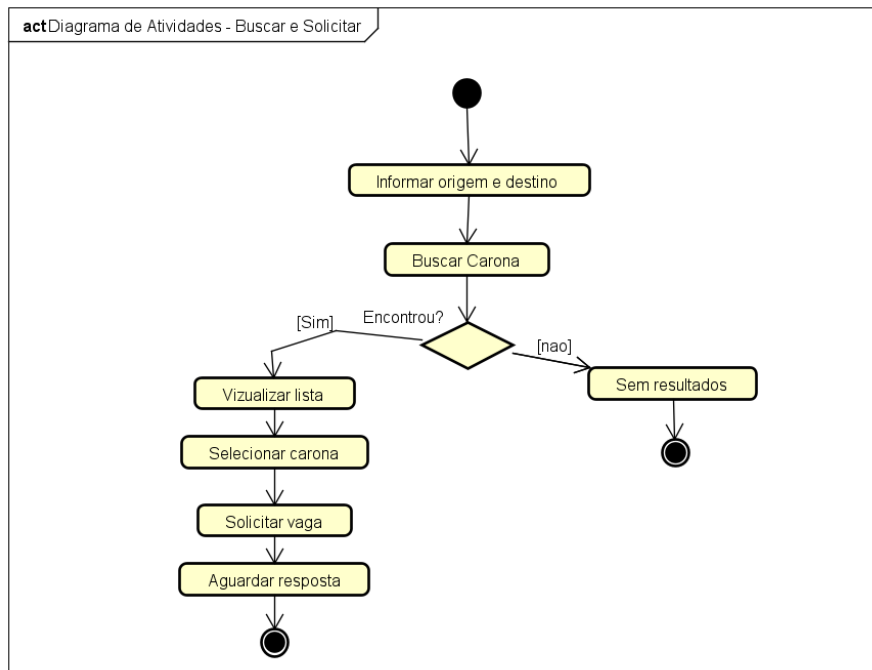 act Diagrama de Atividades - Buscar e Solicitar
Informar origem e destino
Buscar Carona
Encontrou?
[Sim]
[nao]
Vizualizar lista
Sem resultados
Selecionar carona
Solicitar vaga
Aguardar resposta